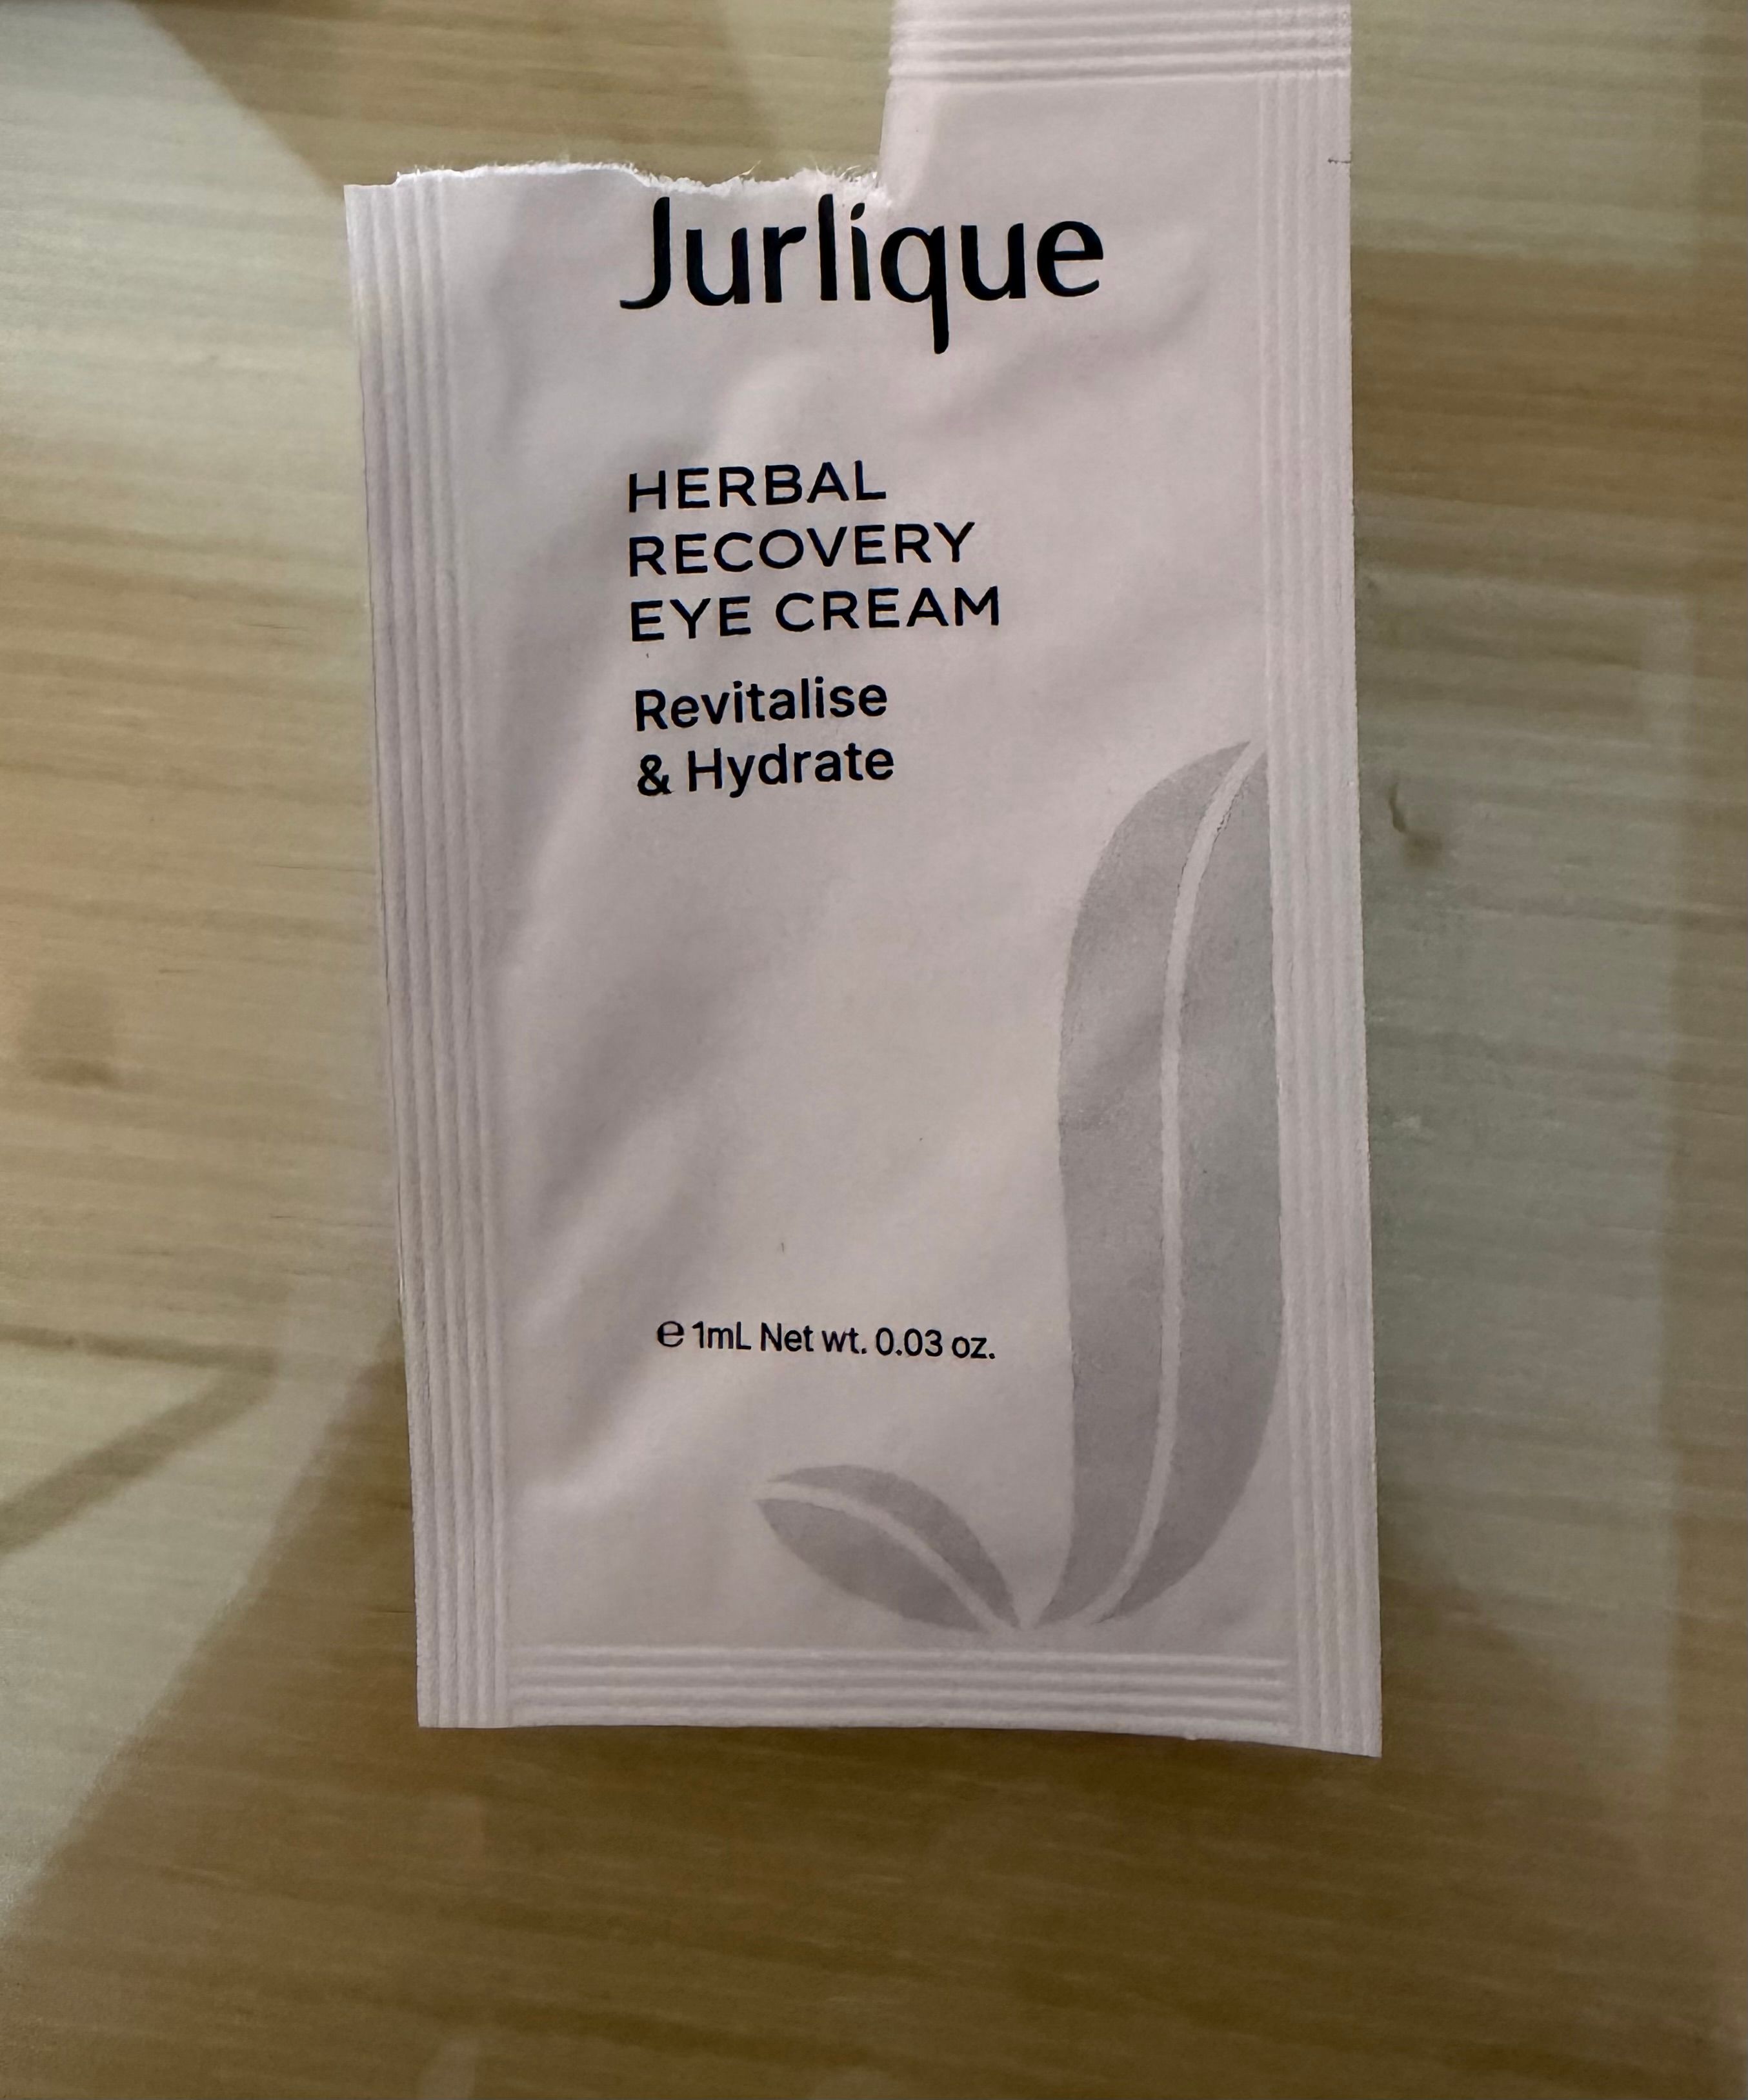 Jurlique
HERBAL
RECOVERY
EYE CREAM
Revitalise
& Hydrate
℮ 1mL Net wt. 0.03 oz.